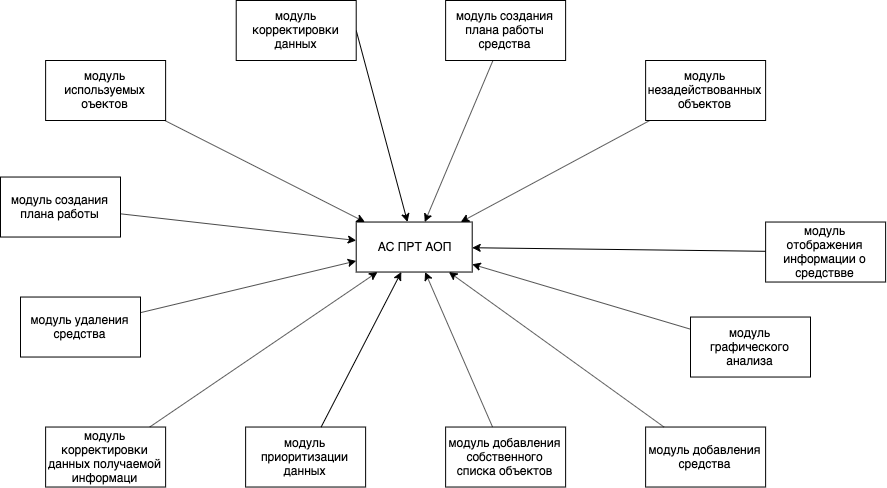 модуль
корректировки
данных
модуль создания
плана работы
средства
модуль
используемых
оъектов
модуль
незадействованных
объектов
модуль создания
плана работы
АС ПРТ АОП
модуль
отображения
информации о
средствве
модуль удаления
средства
модуль
графического
анализа
модуль
корректировки
данных получаемой
информаци
модуль
приоритизации
данных
модуль добавления
собственного
списка объектов
модуль добавления
средства